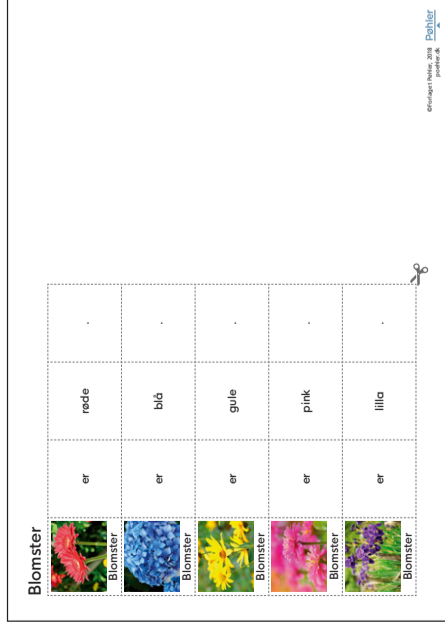 Blomster
Blomster er røde .
Blomster er blå .
Blomster er gule .
Blomster er pink .
Blomster er lilla .
©Forlaget Pøhler, 2018 Pøhler
poehler.dk